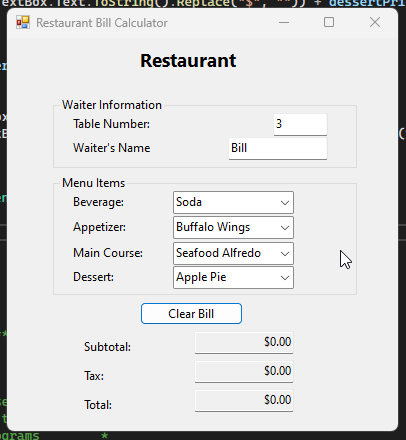 extBox.Text.ToString().Replace("$", "")) + dessertPri
Restaurant Bill Calculator
Restaurant
Waiter Information
Table Number: 3
Waiter's Name Bill
Menu Items
Beverage: Soda
Appetizer: Buffalo Wings
Main Course: Seafood Alfredo
Dessert: Apple Pie
Clear Bill
Subtotal: $0.00
Tax: $0.00
Total: $0.00
ograms *